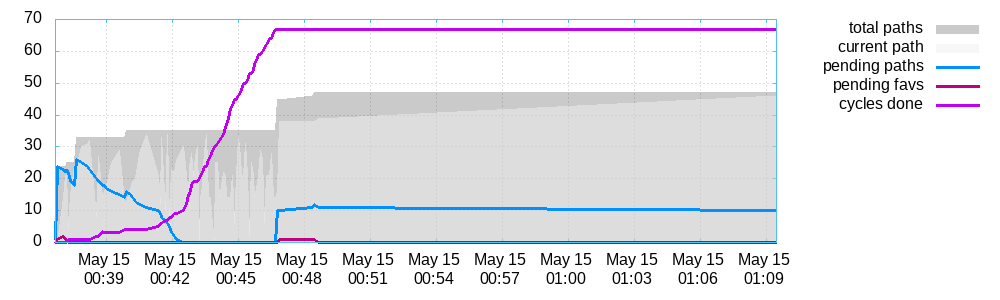 70
60
50
40
30
20
10
0
total paths
current path
pending paths
pending favs
cycles done
May 15 May 15 May 15 May 15 May 15 May 15 May 15 May 15 May 15 May 15 May 15
00:39 00:42 00:45 00:48 00:51 00:54 00:57 01:00 01:03 01:06 01:09